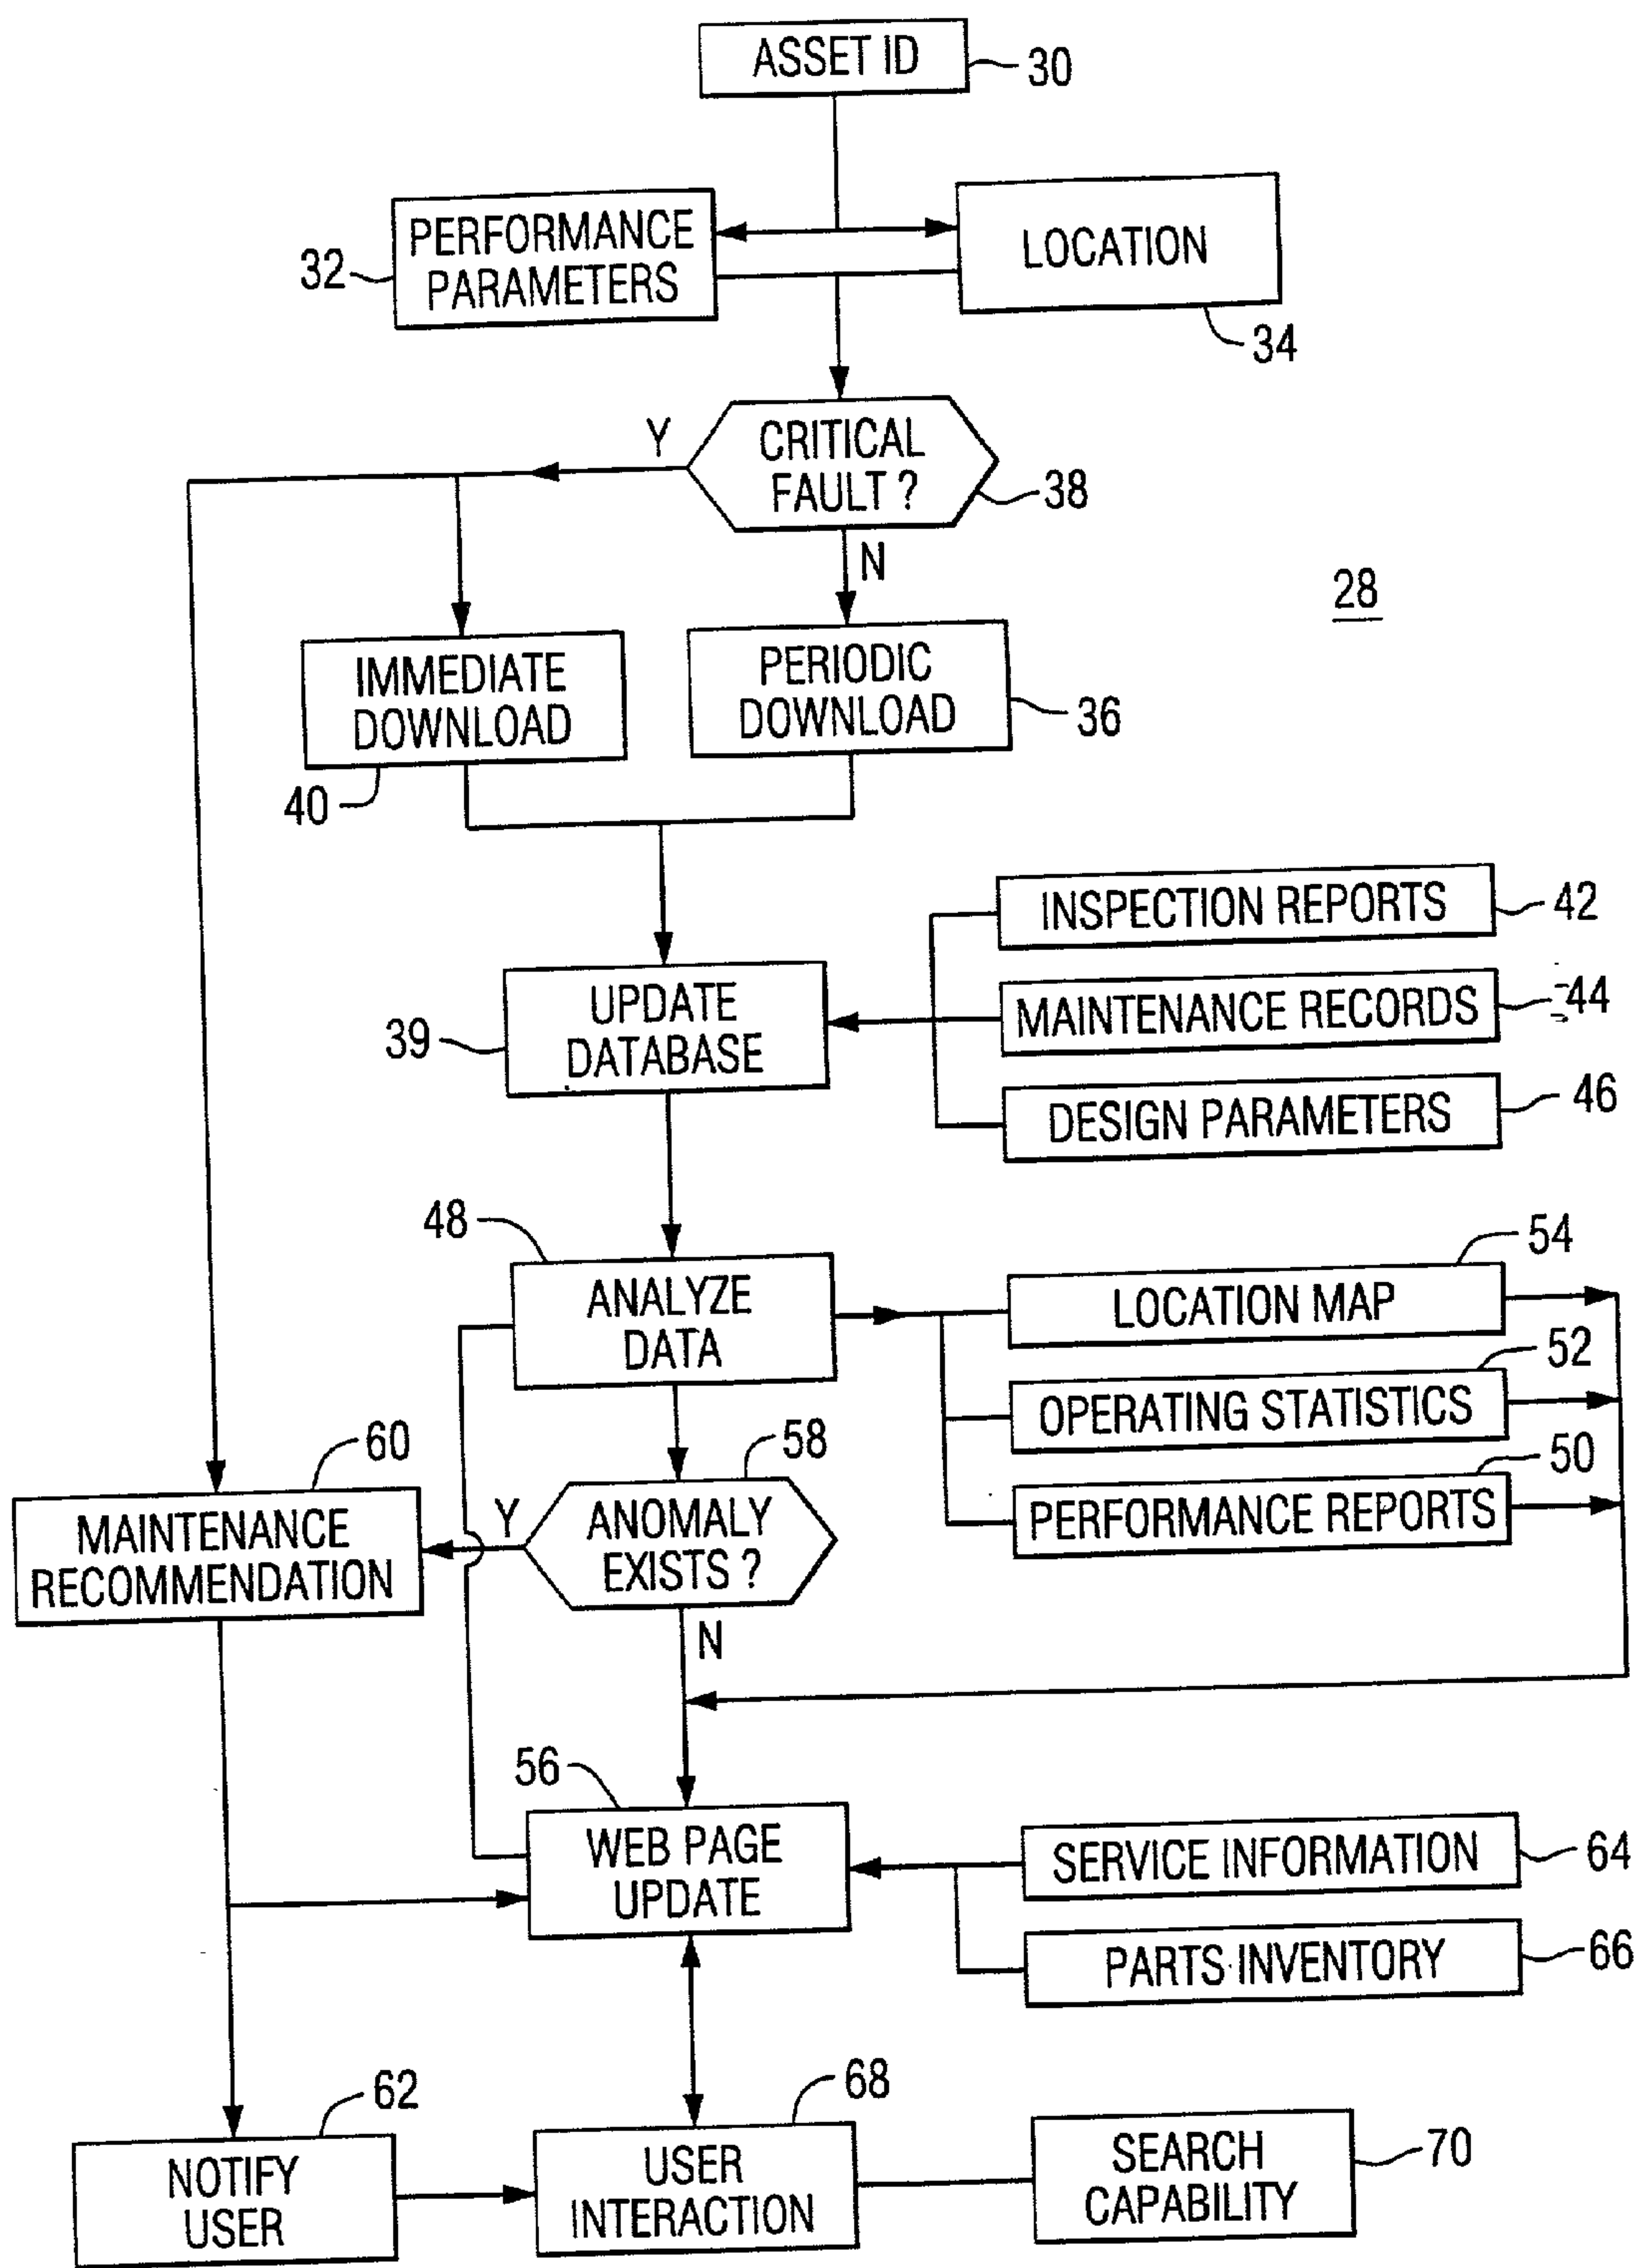 ASSET ID
30
PERFORMANCE
PARAMETERS
32
LOCATION
34
CRITICAL
FAULT ?
38
Y
N
28
IMMEDIATE
DOWNLOAD
40
PERIODIC
DOWNLOAD
36
INSPECTION REPORTS
42
MAINTENANCE RECORDS
44
DESIGN PARAMETERS
46
UPDATE
DATABASE
39
48
ANALYZE
DATA
54
LOCATION MAP
52
OPERATING STATISTICS
50
PERFORMANCE REPORTS
58
ANOMALY
EXISTS ?
Y
N
60
MAINTENANCE
RECOMMENDATION
56
WEB PAGE
UPDATE
SERVICE INFORMATION
64
PARTS INVENTORY
66
62
NOTIFY
USER
68
USER
INTERACTION
SEARCH
CAPABILITY
70